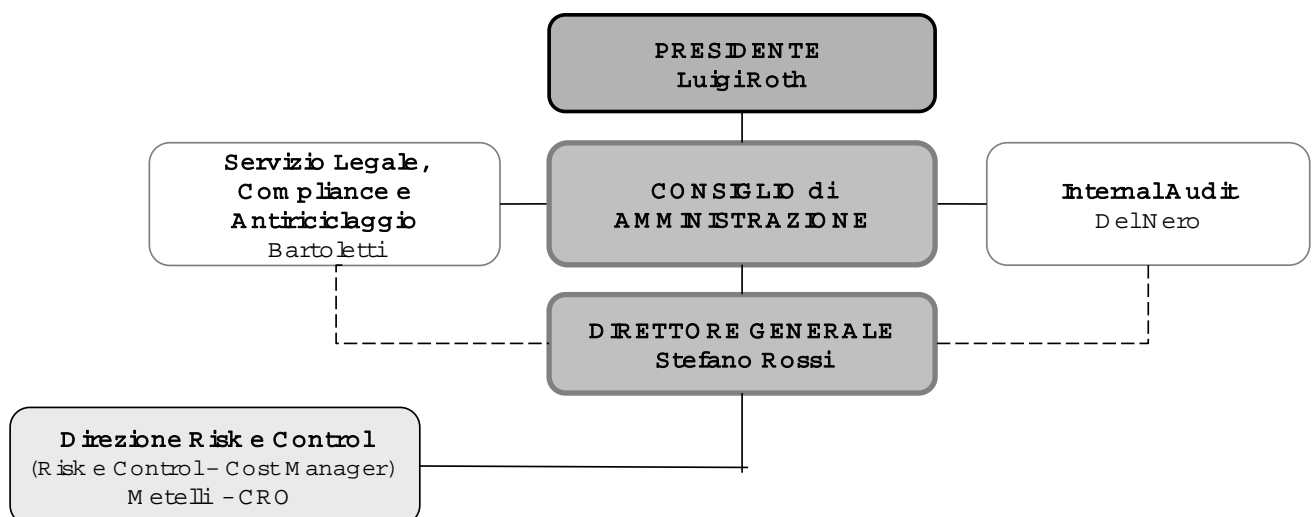 PRESIDENTE
Luigi Roth
Servizio Legale,
Compliance e
Antiriciclaggio
Bartoletti
CONSIGLIO di
AMMINISTRAZIONE
Internal Audit
Del Nero
DIRETTORE GENERALE
Stefano Rossi
Direzione Risk e Control
(Risk e Control – Cost Manager)
Metelli - CRO